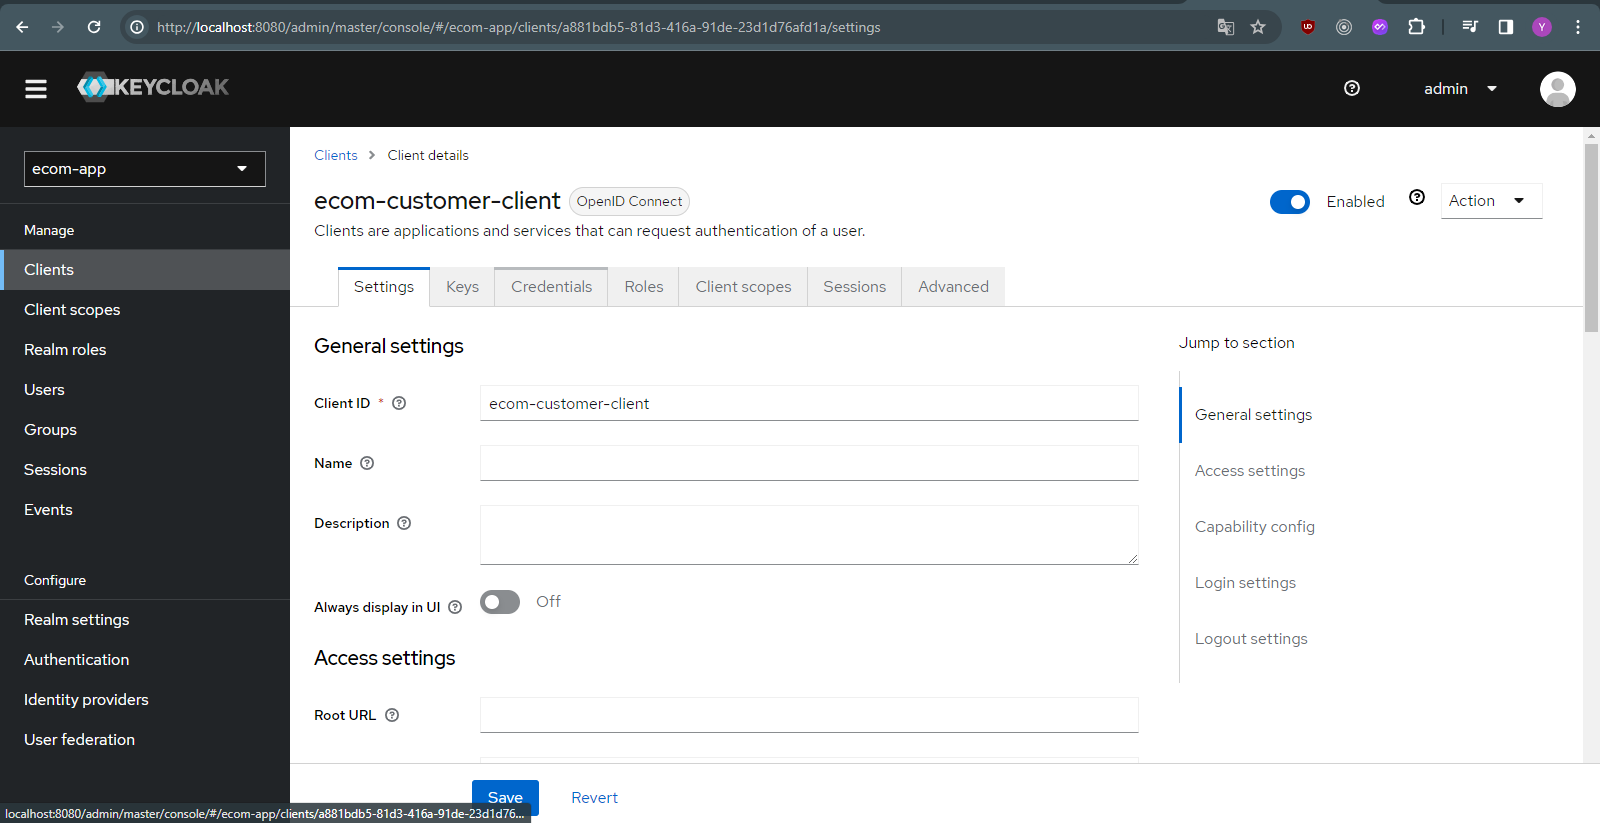 http://localhost:8080/admin/master/console/#/ecom-app/clients/a881bdb5-81d3-416a-91de-23d1d76afd1a/settings
Y
KEYCLOAK
admin
ecom-app
Manage
Clients
Client scopes
Realm roles
Users
Groups
Sessions
Events
Configure
Realm settings
Authentication
Identity providers
User federation
Clients > Client details
ecom-customer-client OpenID Connect
Enabled Action
Clients are applications and services that can request authentication of a user.
Settings Keys Credentials Roles Client scopes Sessions Advanced
General settings
Client ID * ecom-customer-client
Name
Description
Always display in UI Off
Access settings
Root URL
Jump to section
General settings
Access settings
Capability config
Login settings
Logout settings
Save Revert
localhost:8080/admin/master/console/#/ecom-app/clients/a881bdb5-81d3-416a-91de-23d1d76...